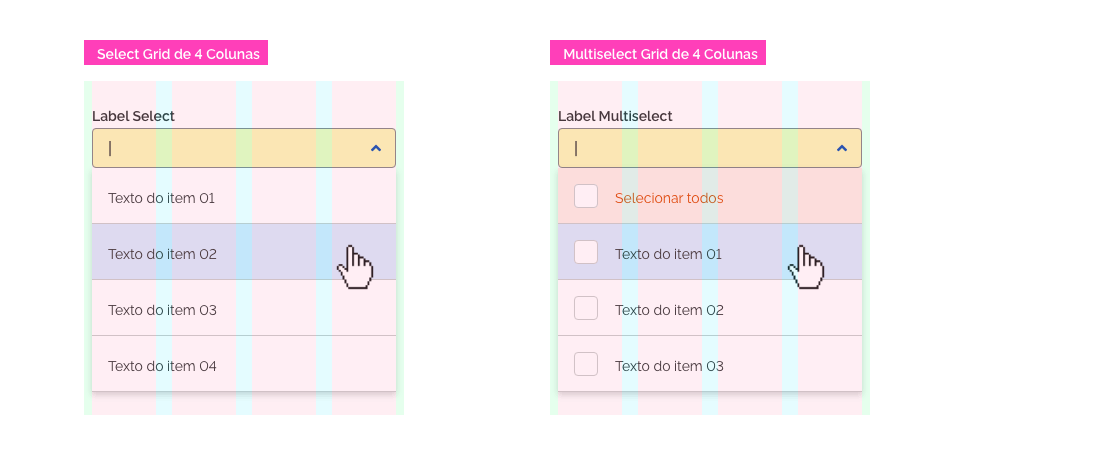 Select Grid de 4 Colunas
Label Select
Texto do item 01
Texto do item 02
Texto do item 03
Texto do item 04
Multiselect Grid de 4 Colunas
Label Multiselect
Selecionar todos
Texto do item 01
Texto do item 02
Texto do item 03